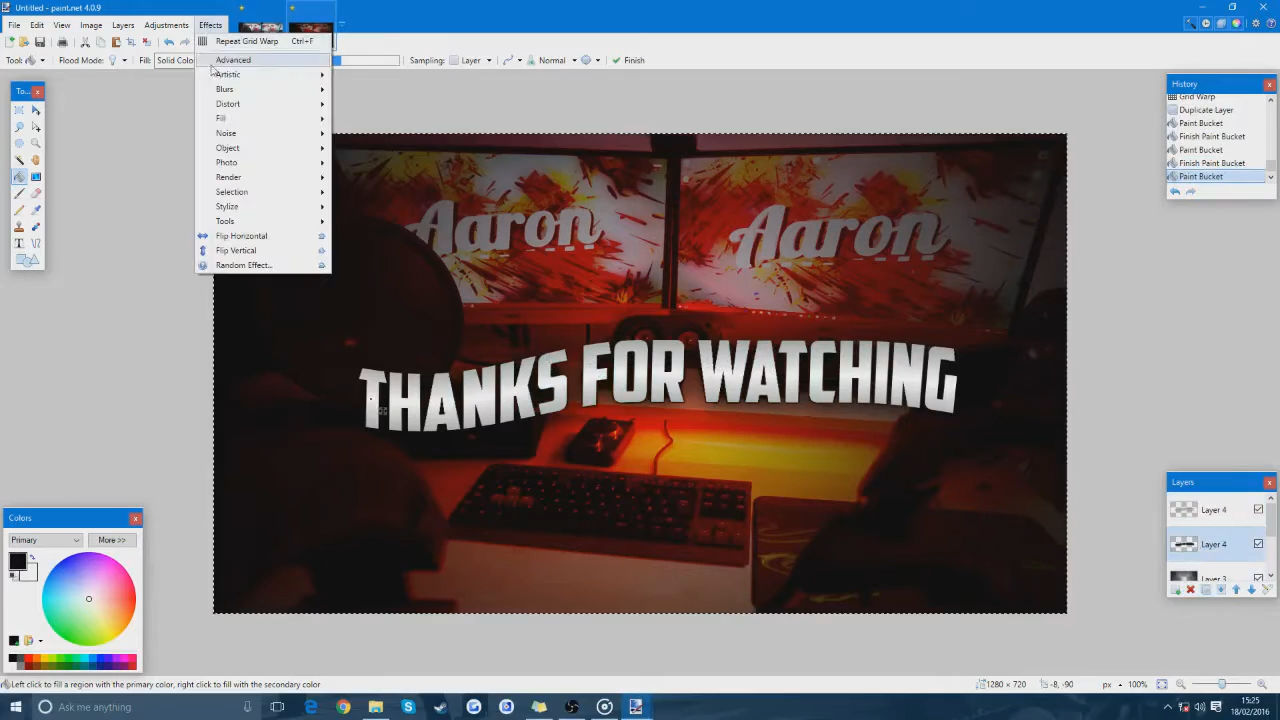 Untitled - paint.net 4.0.9
File Edit View Image Layers Adjustments Effects
Tool: Flood Mode: Fill: Solid Colo Sampling: Layer Normal Finish
Repeat Grid Warp Ctrl+F
Advanced
Artistic
Blurs
Distort
Fill
Noise
Object
Photo
Render
Selection
Stylize
Tools
Flip Horizontal
Flip Vertical
Random Effect...
To...
History
Grid Warp
Duplicate Layer
Paint Bucket
Finish Paint Bucket
Paint Bucket
Finish Paint Bucket
Paint Bucket
Aaron
Aaron
THANKS FOR WATCHING
Layers
Layer 4
Layer 4
Layer 3
Colors
Primary More >>
Left click to fill a region with the primary color, right click to fill with the secondary color
1280 × 720 -8, -90 px 100%
Ask me anything
15:25
18/02/2016